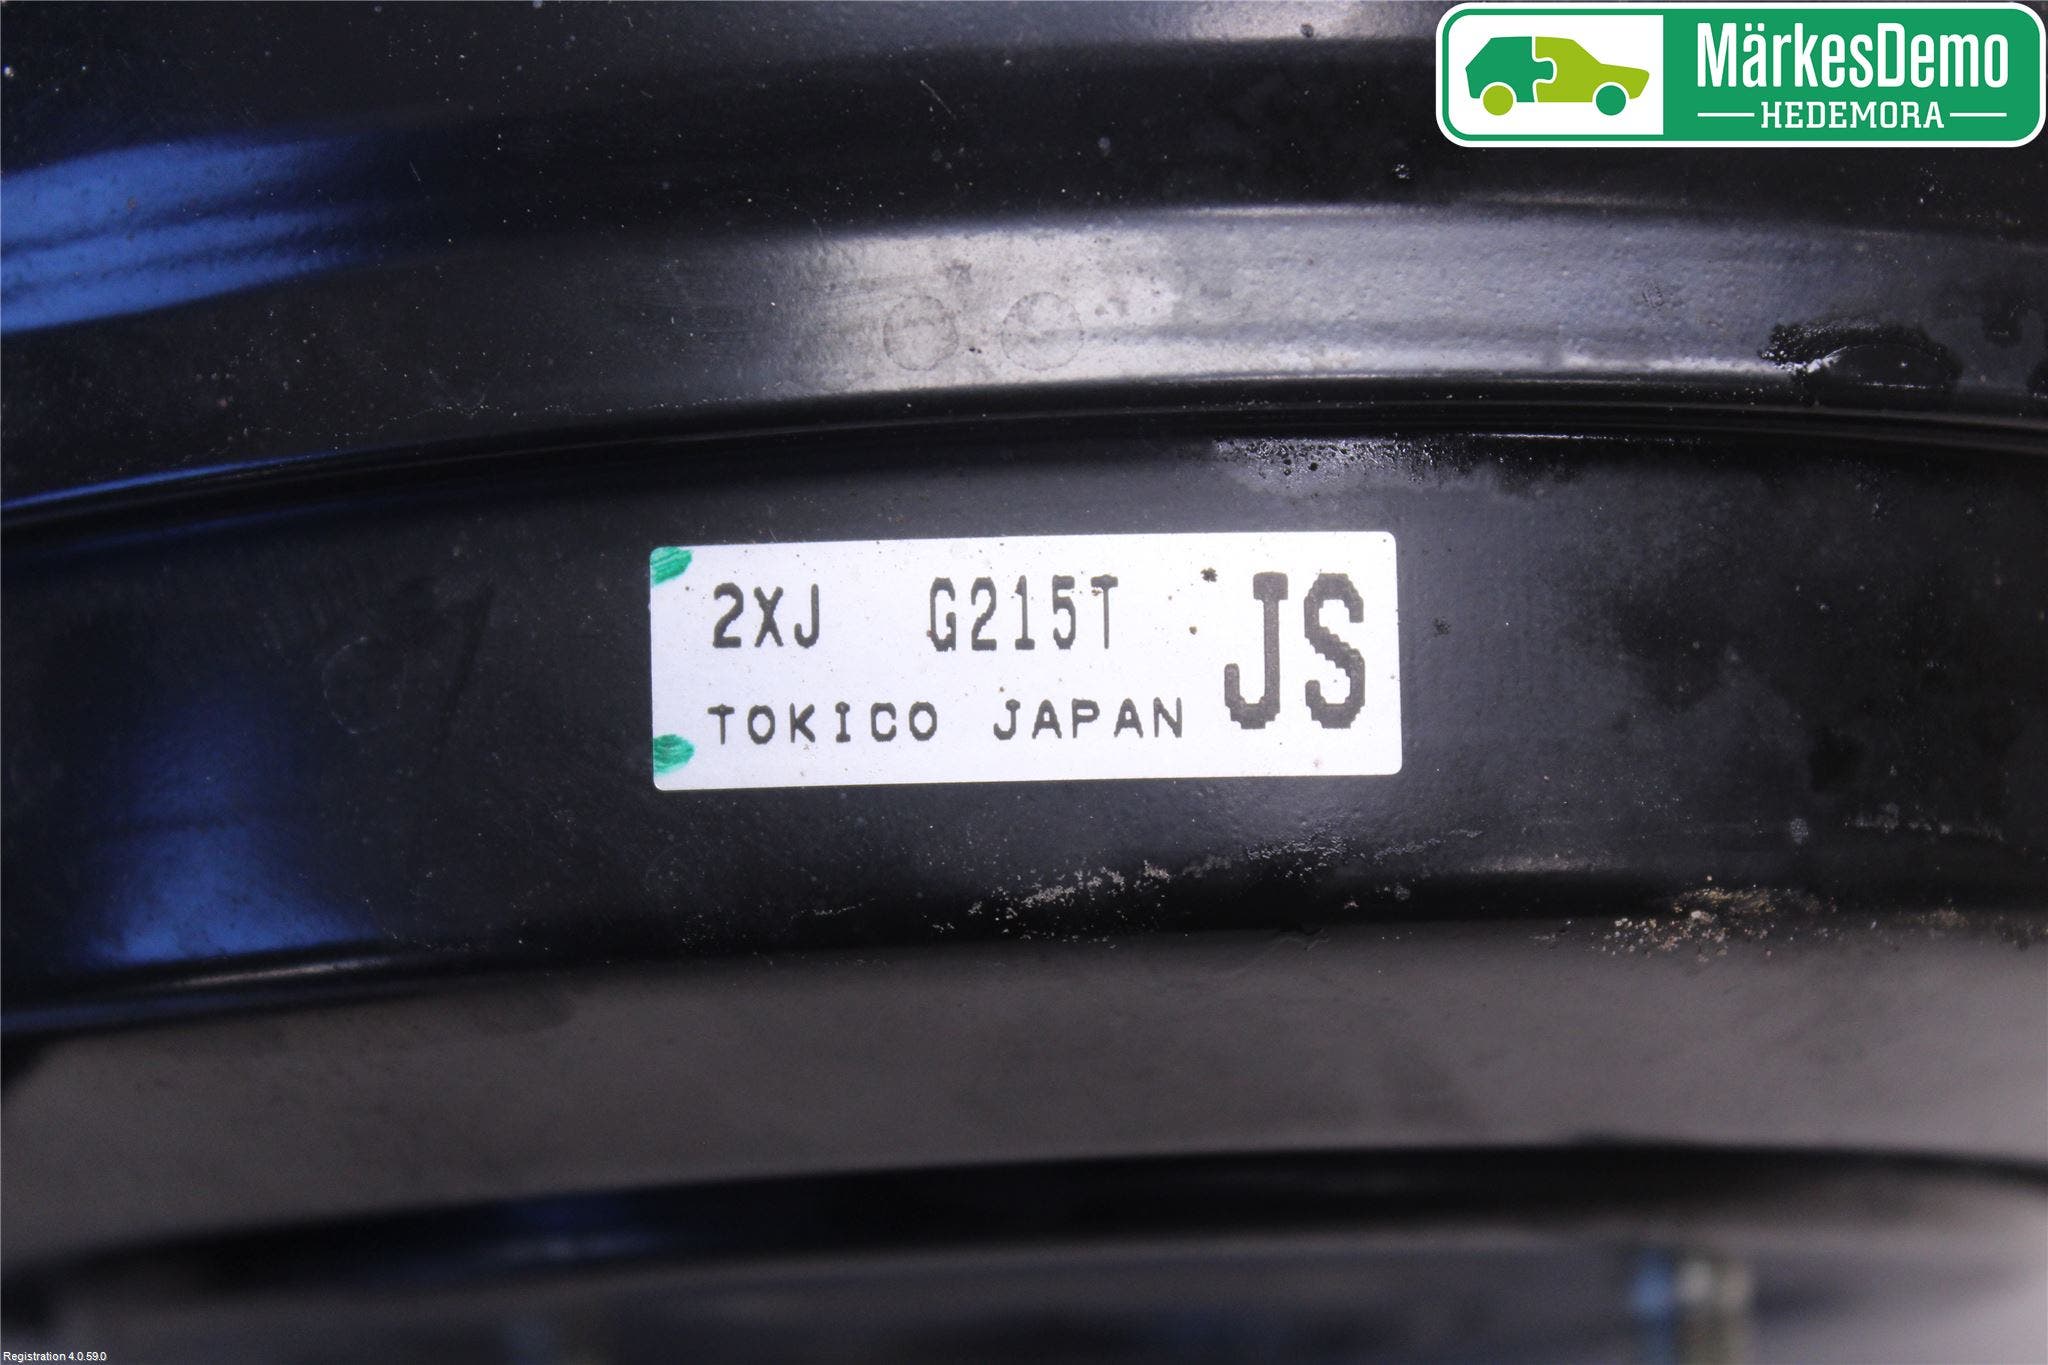 MärkesDemo
HEDEMORA
2XJ G215T JS
TOKICO JAPAN
Registration 4.0.59.0